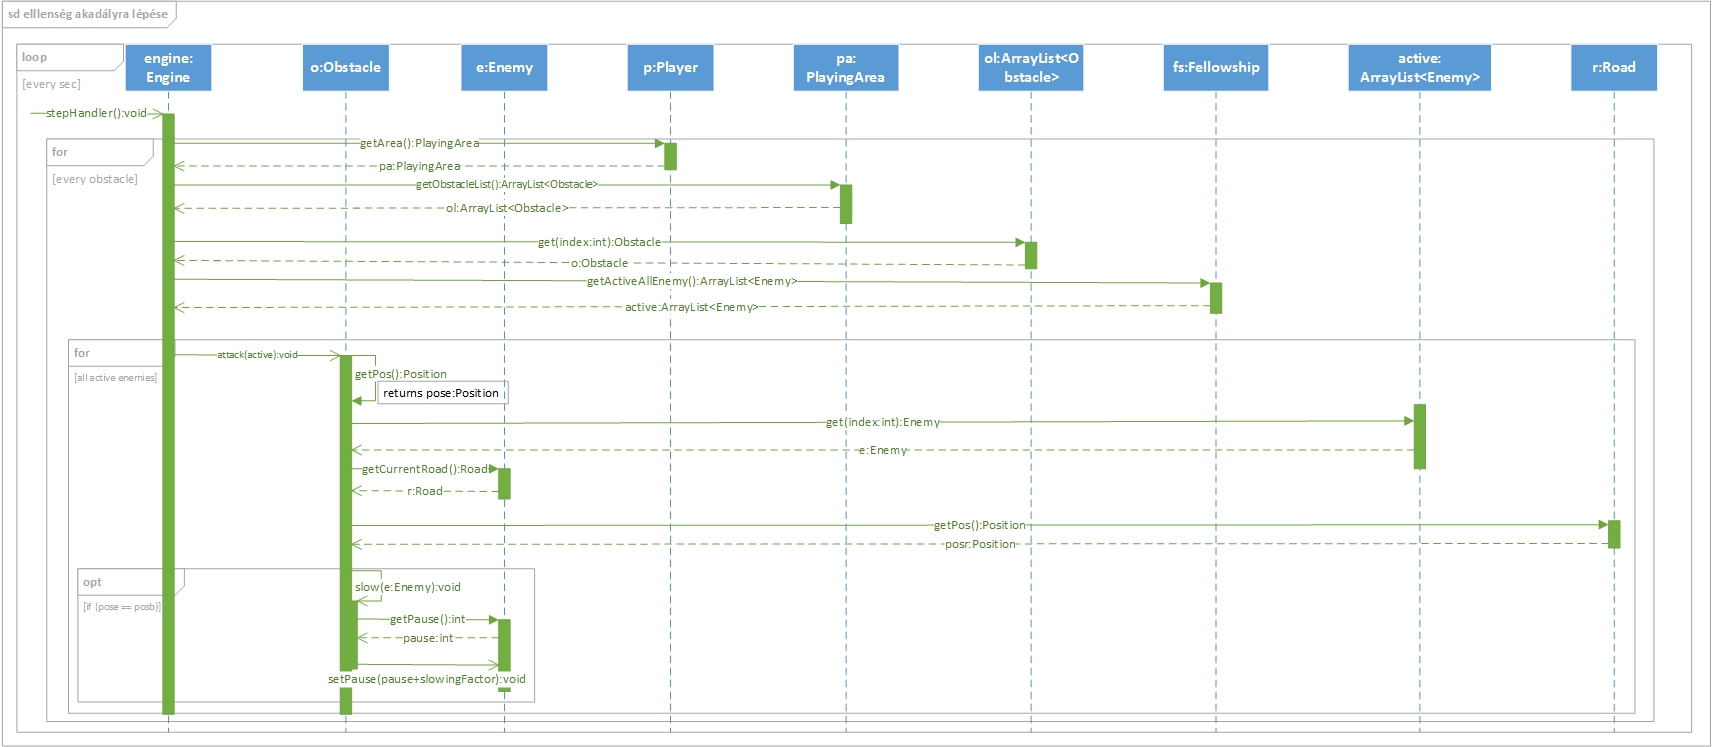 sd elllenség akadályra lépése
loop
[every sec]
engine:
Engine
o:Obstacle
e:Enemy
p:Player
pa:
PlayingArea
ol:ArrayList<O
bstacle>
fs:Fellowship
active:
ArrayList<Enemy>
r:Road
stepHandler():void
for
[every obstacle]
getArea():PlayingArea
pa:PlayingArea
getObstacleList():ArrayList<Obstacle>
ol:ArrayList<Obstacle>
get(index:int):Obstacle
o:Obstacle
getActiveAllEnemy():ArrayList<Enemy>
active:ArrayList<Enemy>
for
[all active enemies]
attack(active):void
getPos():Position
returns pose:Position
get(index:int):Enemy
e:Enemy
getCurrentRoad():Road
r:Road
getPos():Position
posr:Position
opt
[if (pose == posb)]
slow(e:Enemy):void
getPause():int
pause:int
setPause(pause+slowingFactor):void